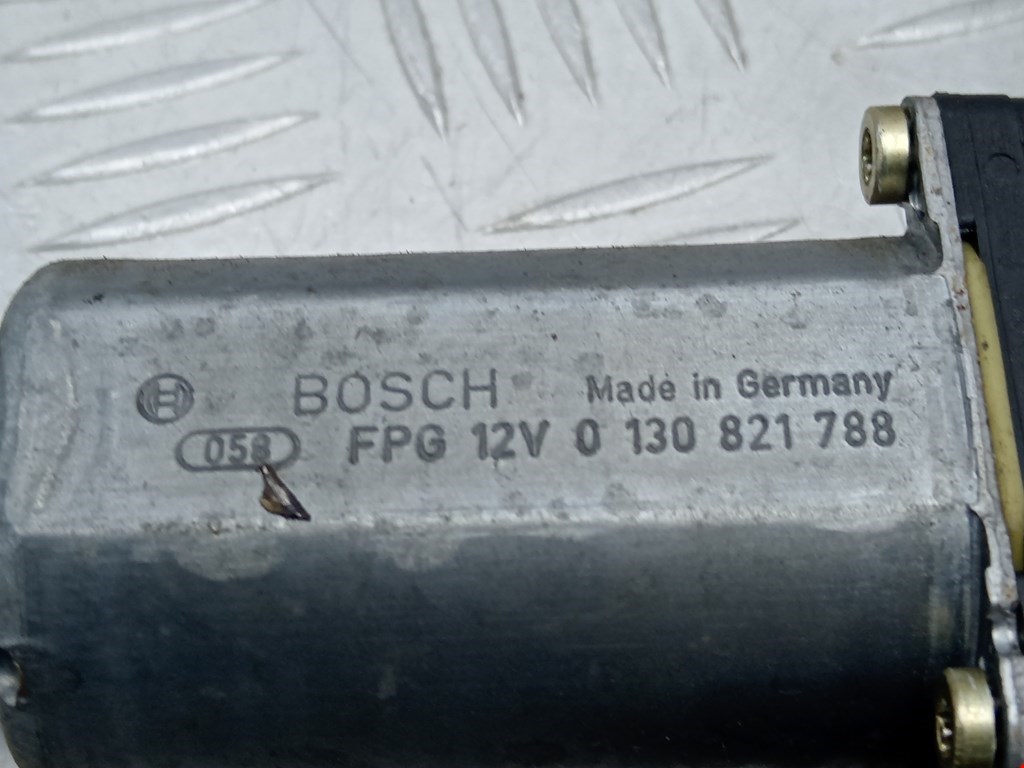 BOSCH Made in Germany
058 FPG 12V 0 130 821 788